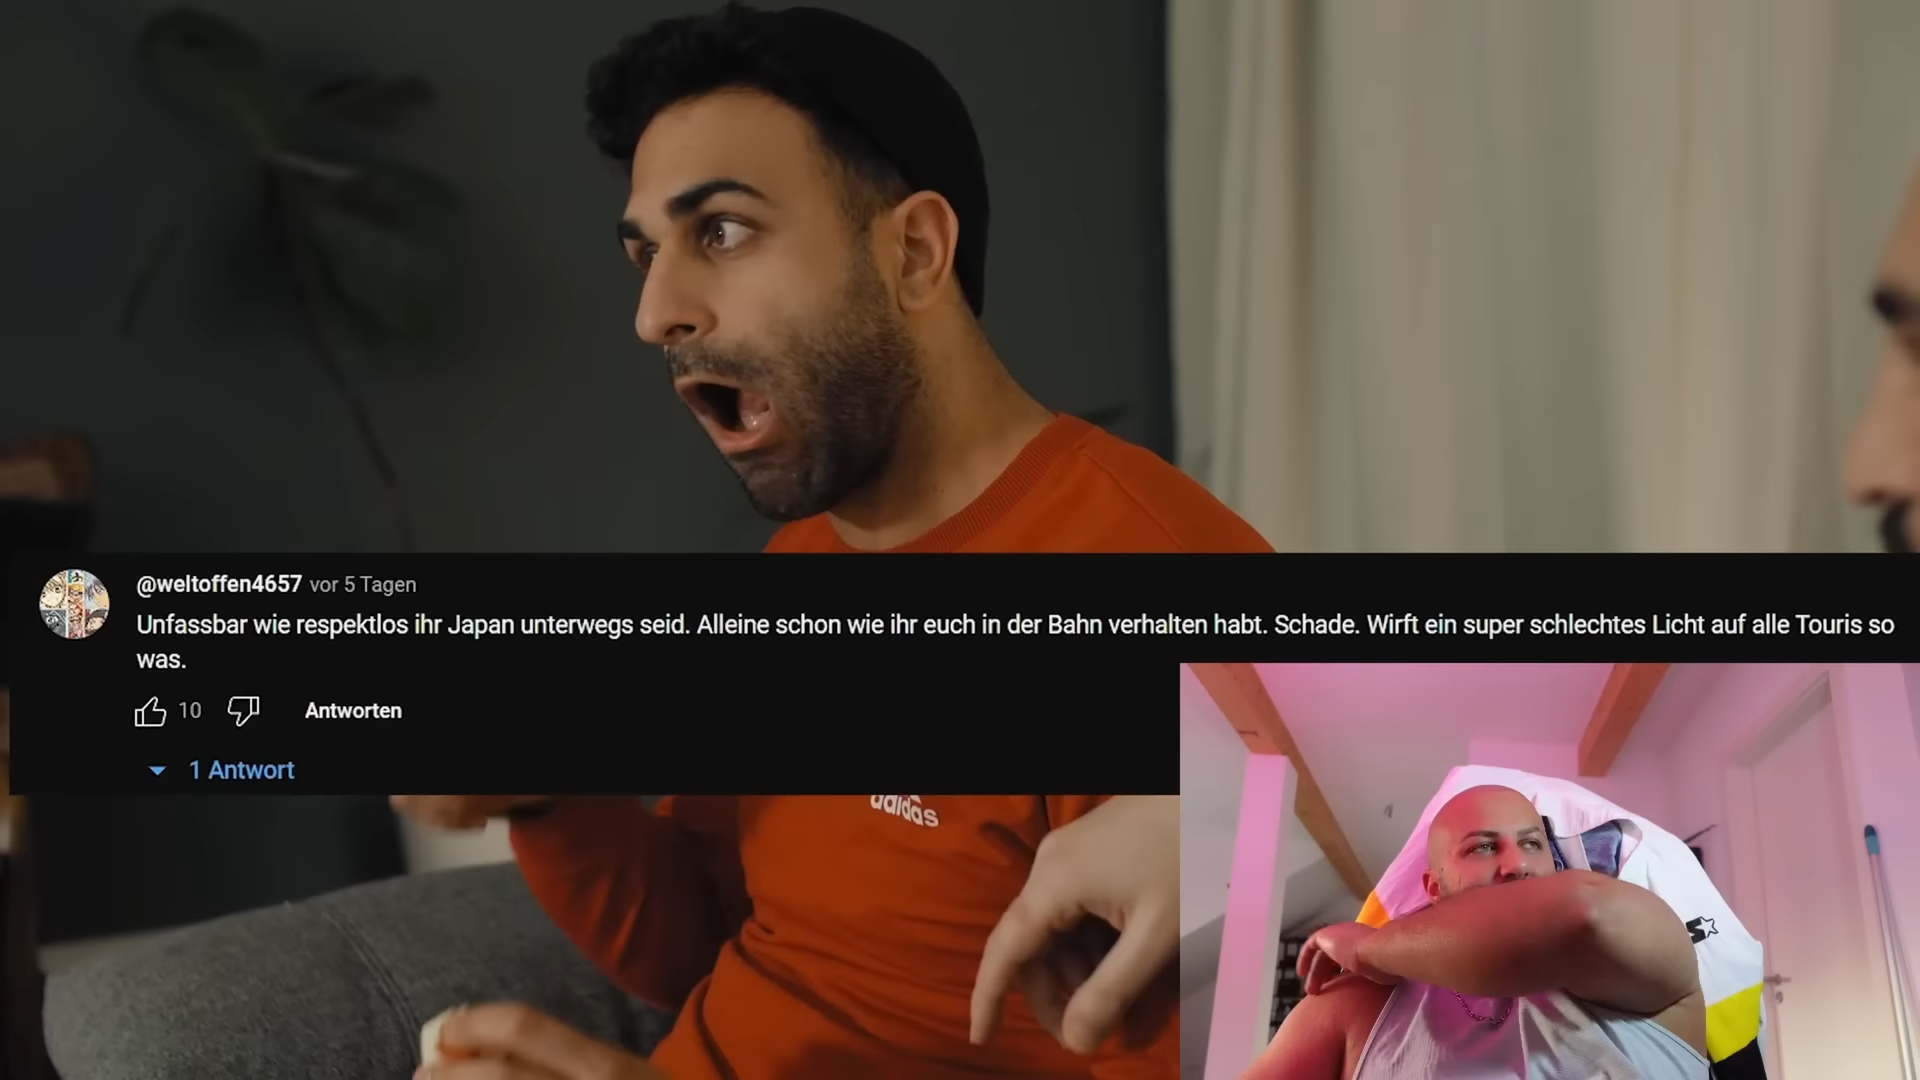 @weltoffen4657 vor 5 Tagen
Unfassbar wie respektlos ihr Japan unterwegs seid. Alleine schon wie ihr euch in der Bahn verhalten habt. Schade. Wirft ein super schlechtes Licht auf alle Touris so
was.
10 Antworten
1 Antwort
adidas